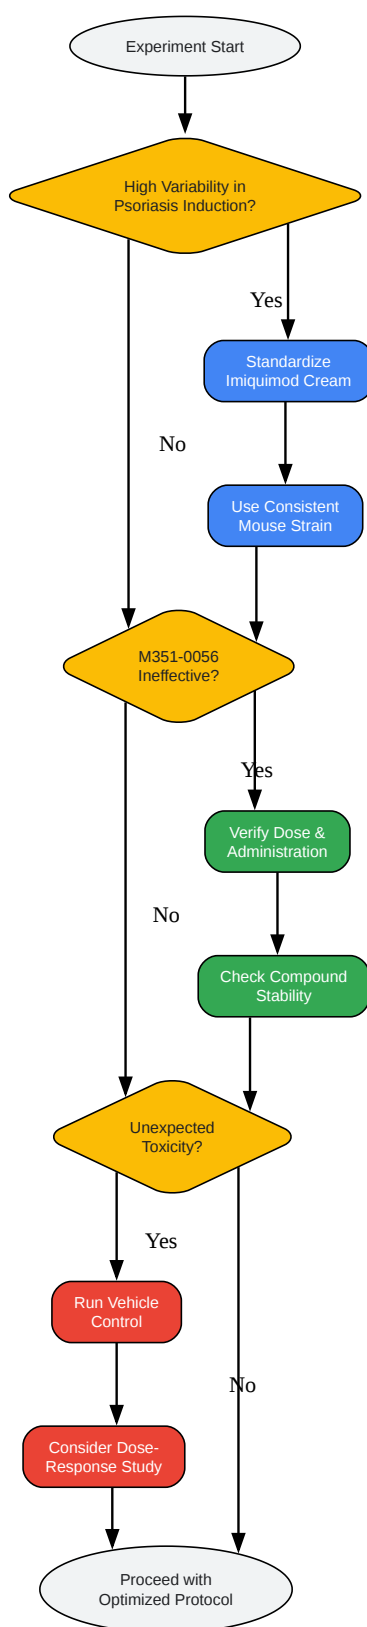 Experiment Start
High Variability in
Psoriasis Induction?
Yes
Standardize
Imiquimod Cream
No
Use Consistent
Mouse Strain
M351-0056
Ineffective?
Yes
Verify Dose &
Administration
No
Check Compound
Stability
Unexpected
Toxicity?
Yes
Run Vehicle
Control
No
Consider Dose-
Response Study
Proceed with
Optimized Protocol